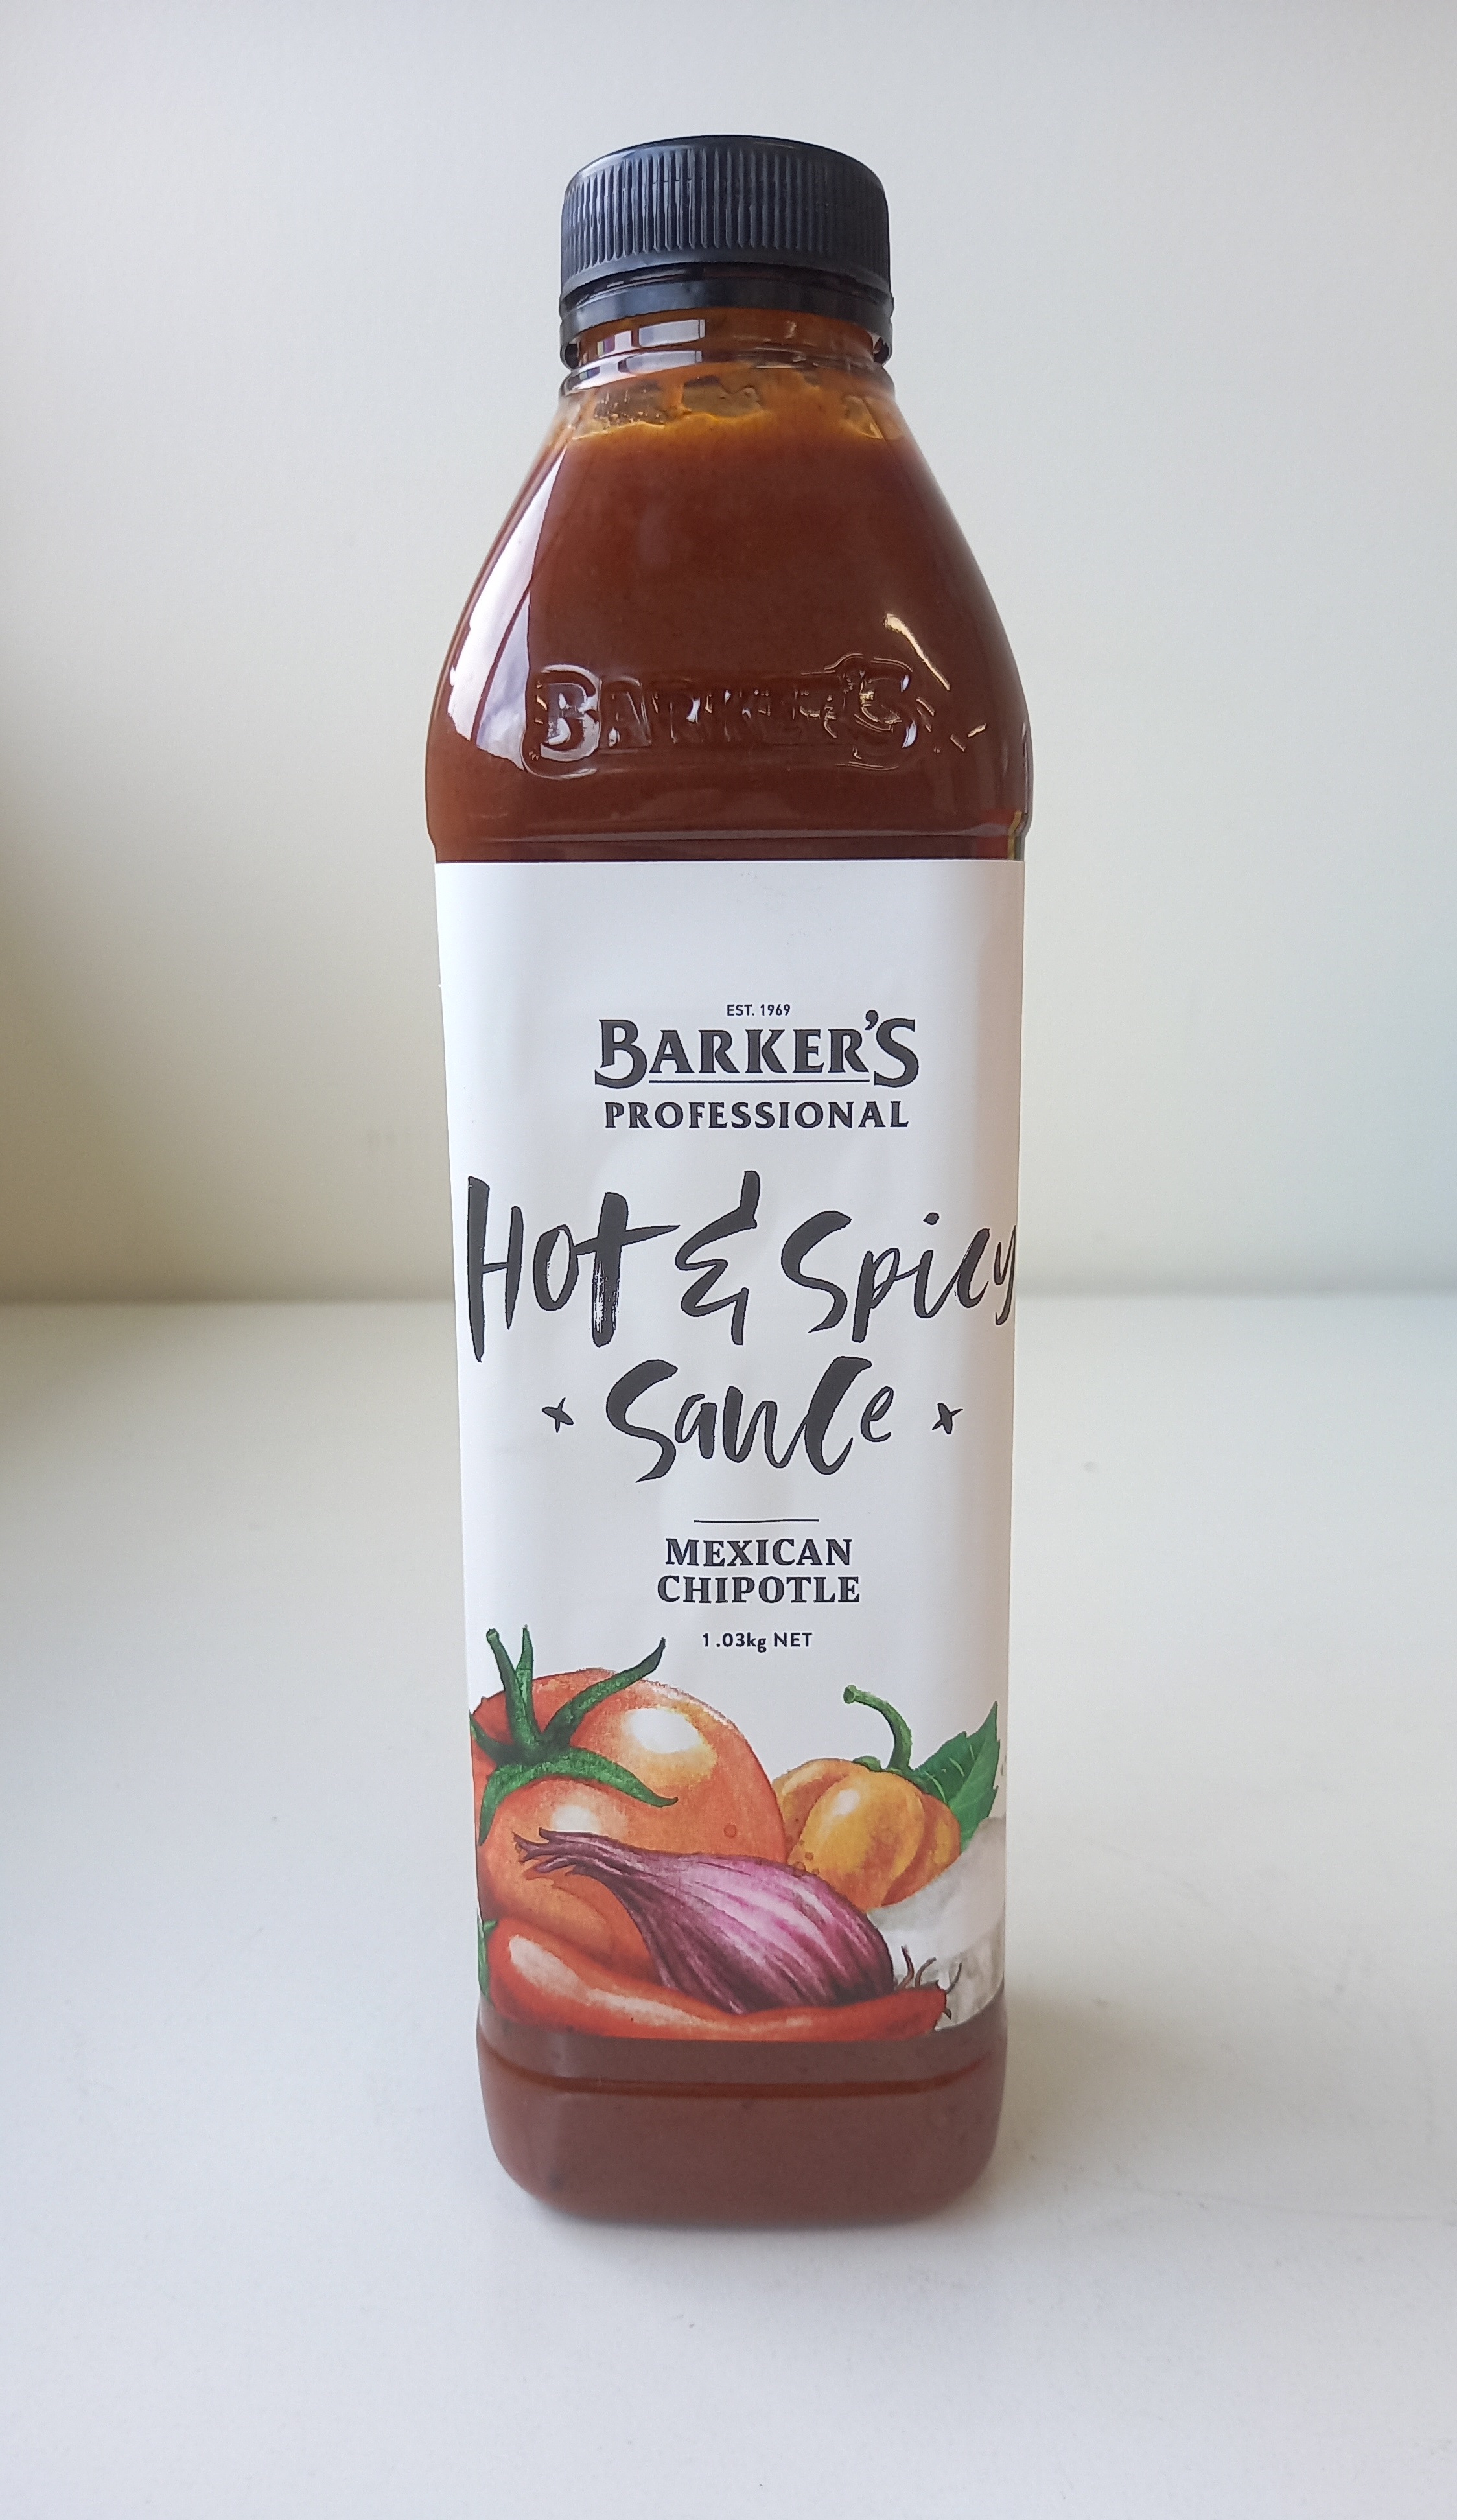 BARKER'S
EST. 1969
BARKER'S
PROFESSIONAL
Hot & Spicy
Sauce
MEXICAN
CHIPOTLE
1.03kg NET